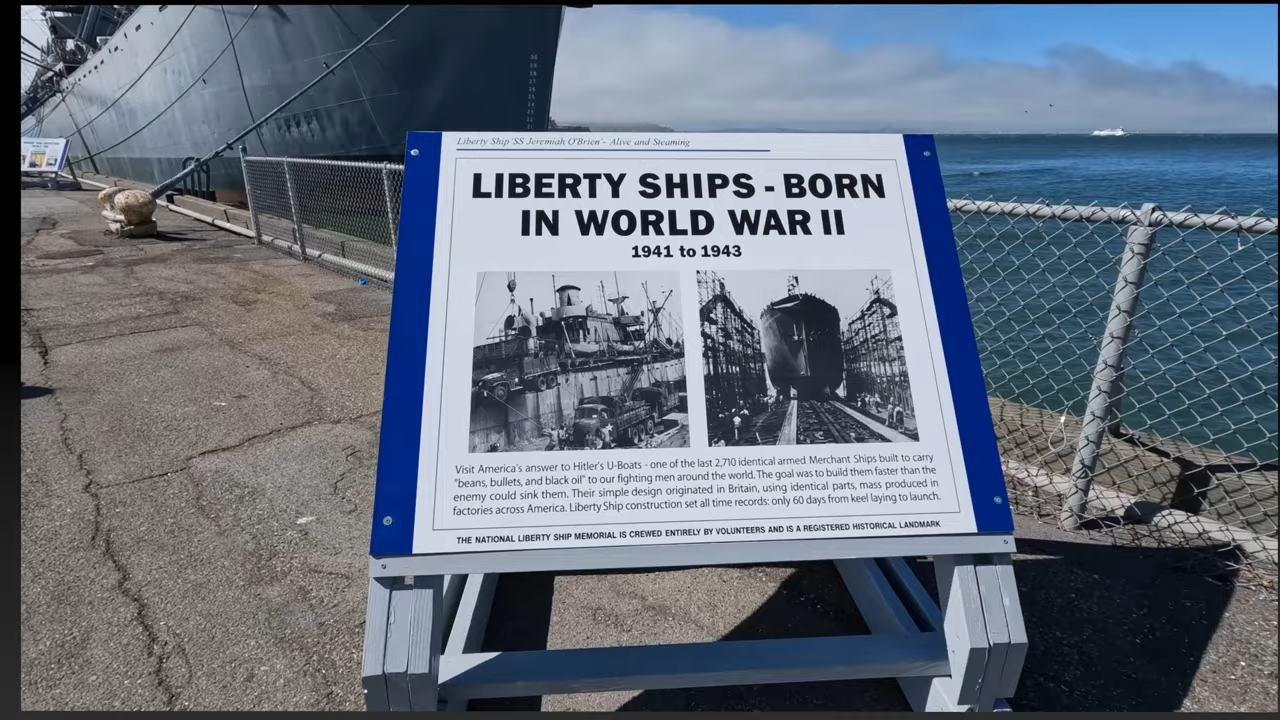 Liberty Ship 'SS Jeremiah O'Brien' - Alive and Steaming
LIBERTY SHIPS - BORN
IN WORLD WAR II
1941 to 1943
Visit America's answer to Hitler's U-Boats - one of the last 2,710 identical armed Merchant Ships built to carry
"beans, bullets, and black oil" to our fighting men around the world. The goal was to build them faster than the
enemy could sink them. Their simple design originated in Britain, using identical parts, mass produced in
factories across America. Liberty Ship construction set all time records: only 60 days from keel laying to launch.
THE NATIONAL LIBERTY SHIP MEMORIAL IS CREWED ENTIRELY BY VOLUNTEERS AND IS A REGISTERED HISTORICAL LANDMARK